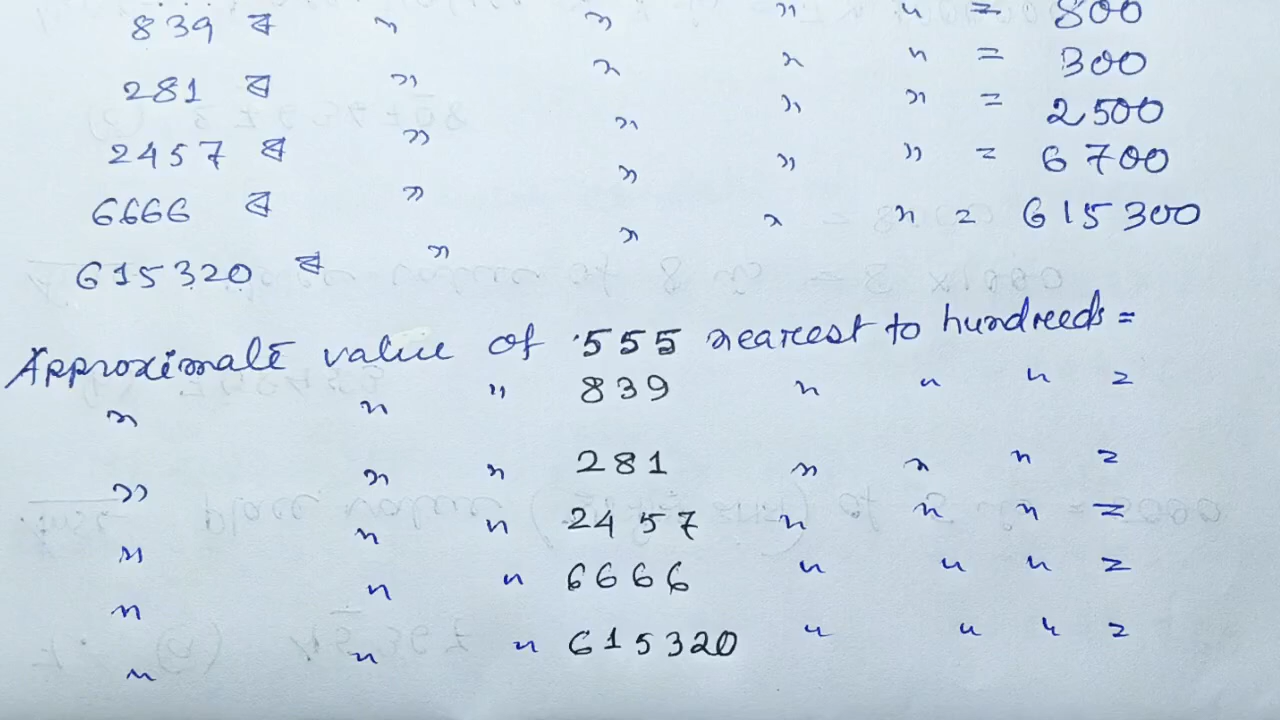 839 ৰ " " " " = 800
281 ৰ " " " " = 300
2457 ৰ " " " " = 2500
6666 ৰ " " " " = 6700
615320 ৰ " " " " = 615300
Approximate value of 555 nearest to hundreeds =
" " " 839 " " " =
" " " 281 " " " =
" " " 2457 " " " =
" " " 6666 " " " =
" " " 615320 " " " =